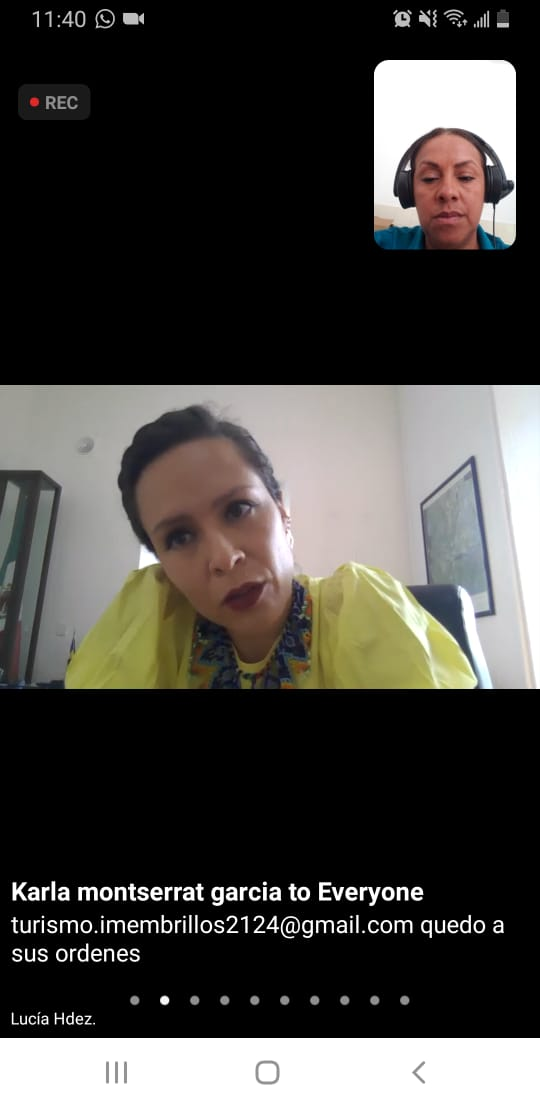 11:40
REC
Karla montserrat garcia to Everyone
turismo.imembrillos2124@gmail.com quedo a
sus ordenes
Lucía Hdez.